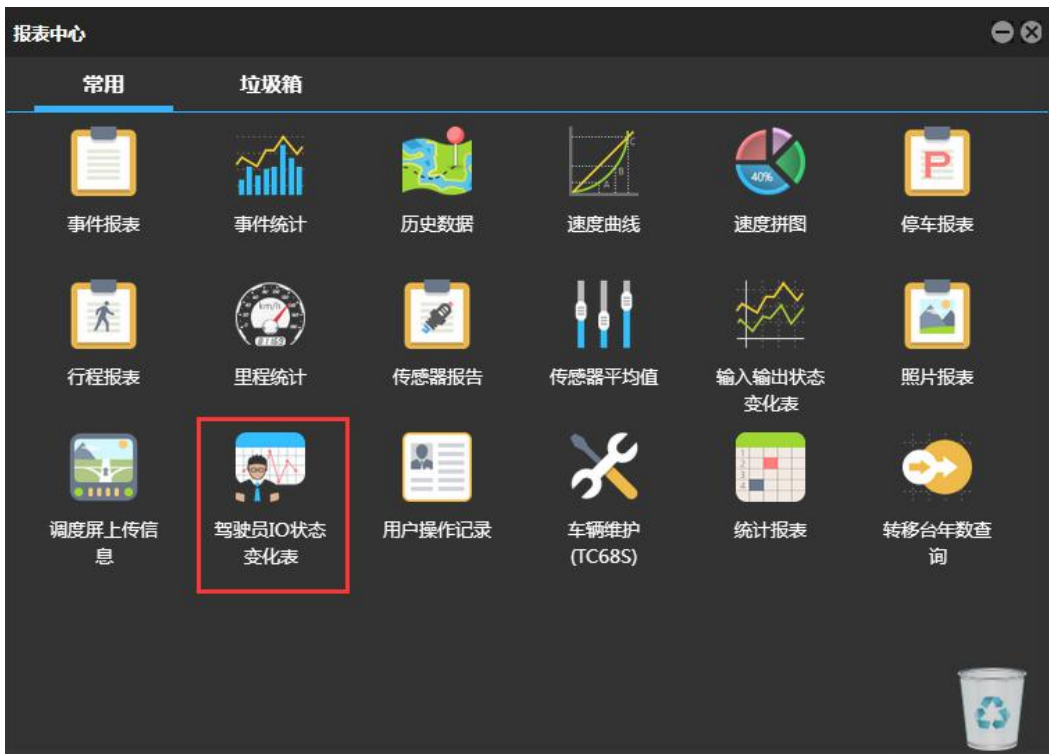 报表中心
常用 垃圾箱
事件报表 事件统计 历史数据 速度曲线 速度拼图 停车报表
行程报表 里程统计 传感器报告 传感器平均值 输入输出状态 照片报表
变化表
调度屏上传信 驾驶员IO状态 用户操作记录 车辆维护 统计报表 转移台年数查
息 变化表 (TC68S) 询
C
B
A
40%
P
km/h